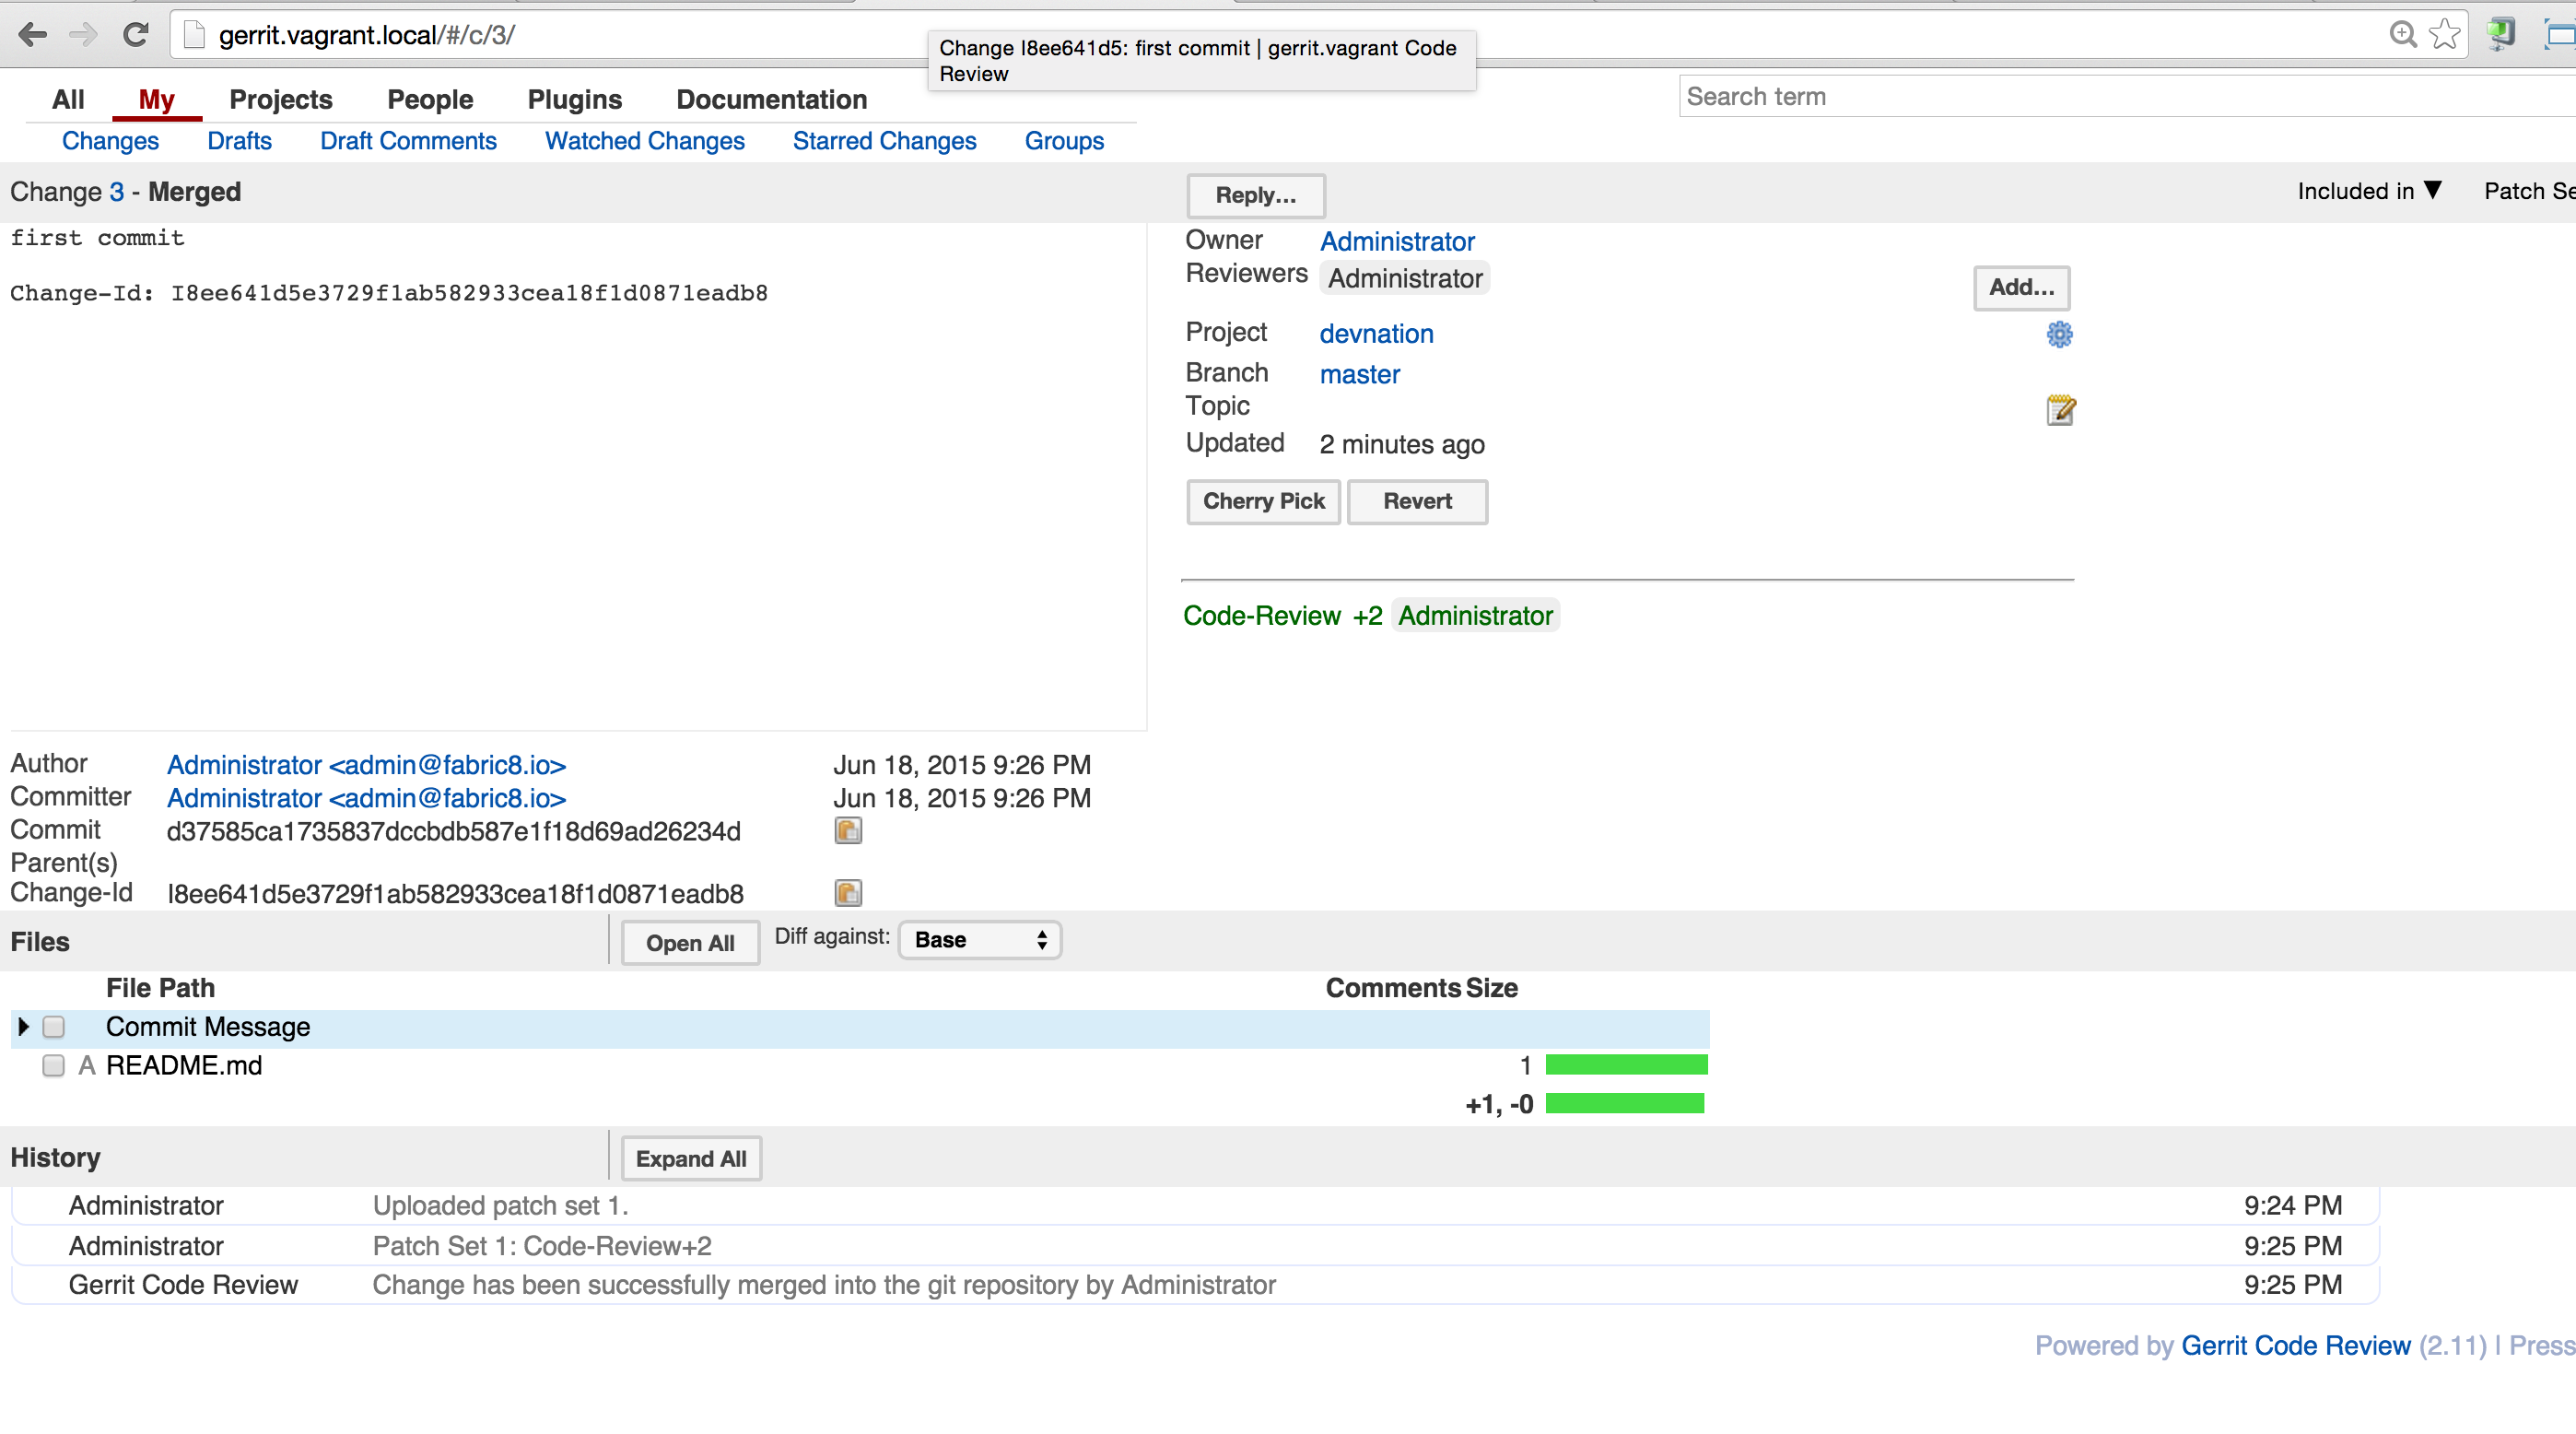 gerrit.vagrant.local/#/c/3/
Change I8ee641d5: first commit | gerrit.vagrant Code
Review
All My Projects People Plugins Documentation
Search term
Changes Drafts Draft Comments Watched Changes Starred Changes Groups
Change 3 - Merged
Reply...
Included in ▼ Patch Se
first commit
Change-Id: I8ee641d5e3729f1ab582933cea18f1d0871eadb8
Owner Administrator
Reviewers Administrator
Add...
Project devnation
Branch master
Topic
Updated 2 minutes ago
Cherry Pick Revert
Code-Review +2 Administrator
Author Administrator <admin@fabric8.io> Jun 18, 2015 9:26 PM
Committer Administrator <admin@fabric8.io> Jun 18, 2015 9:26 PM
Commit d37585ca1735837dccbdb587e1f18d69ad26234d
Parent(s)
Change-Id I8ee641d5e3729f1ab582933cea18f1d0871eadb8
Files Open All Diff against: Base
File Path Comments Size
Commit Message
A README.md 1
+1, -0
History Expand All
Administrator Uploaded patch set 1. 9:24 PM
Administrator Patch Set 1: Code-Review+2 9:25 PM
Gerrit Code Review Change has been successfully merged into the git repository by Administrator 9:25 PM
Powered by Gerrit Code Review (2.11) | Press